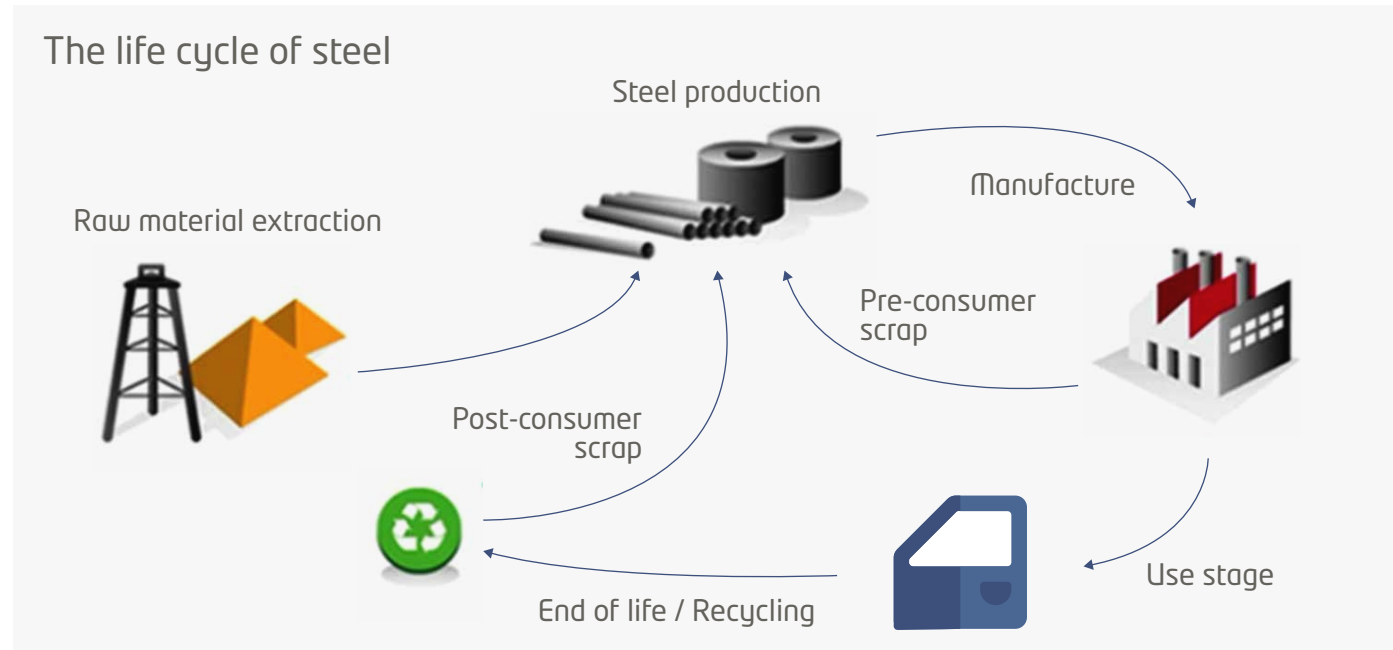 The life cycle of steel
Steel production
Manufacture
Raw material extraction
Pre-consumer
scrap
Post-consumer
scrap
Use stage
End of life / Recycling